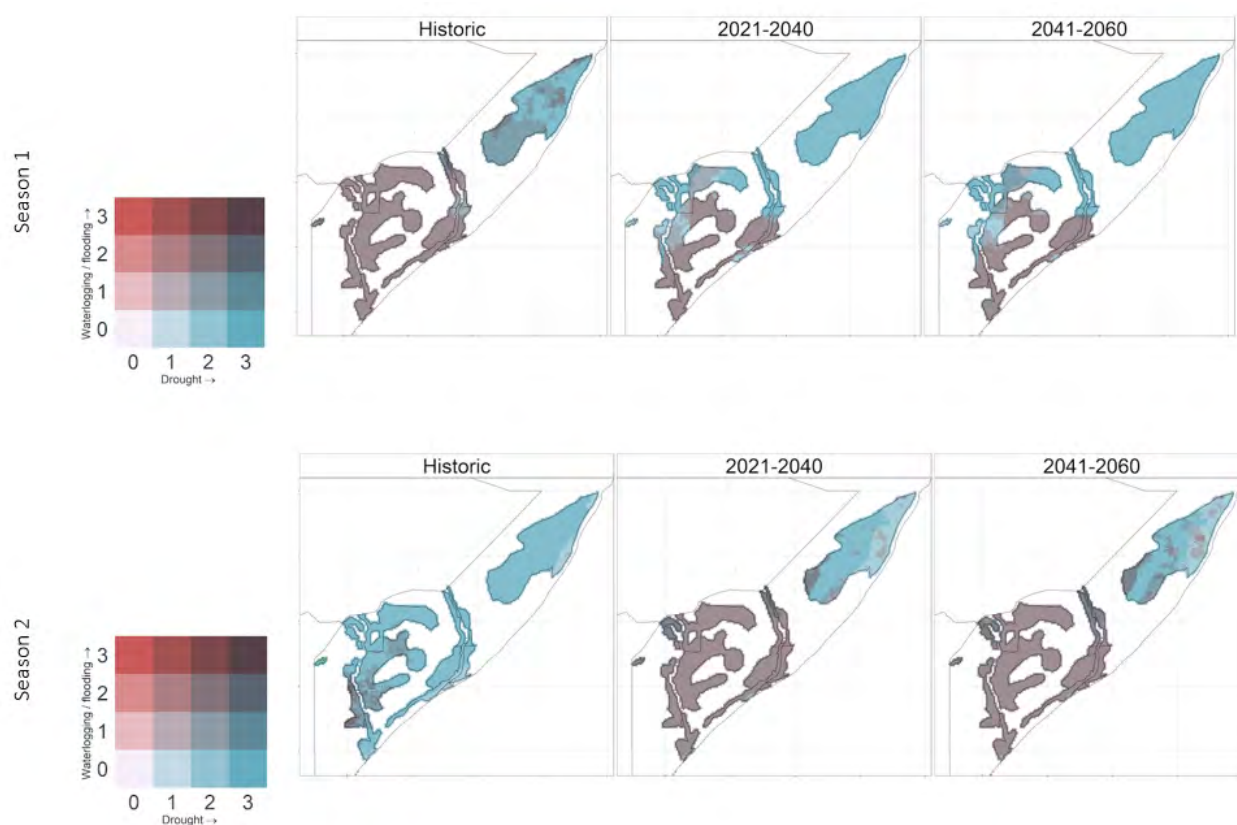 Season 1
Waterlogging / flooding →
3
2
1
0
0 1 2 3
Drought →
Historic
2021-2040
2041-2060
Season 2
Waterlogging / flooding →
3
2
1
0
0 1 2 3
Drought →
Historic
2021-2040
2041-2060